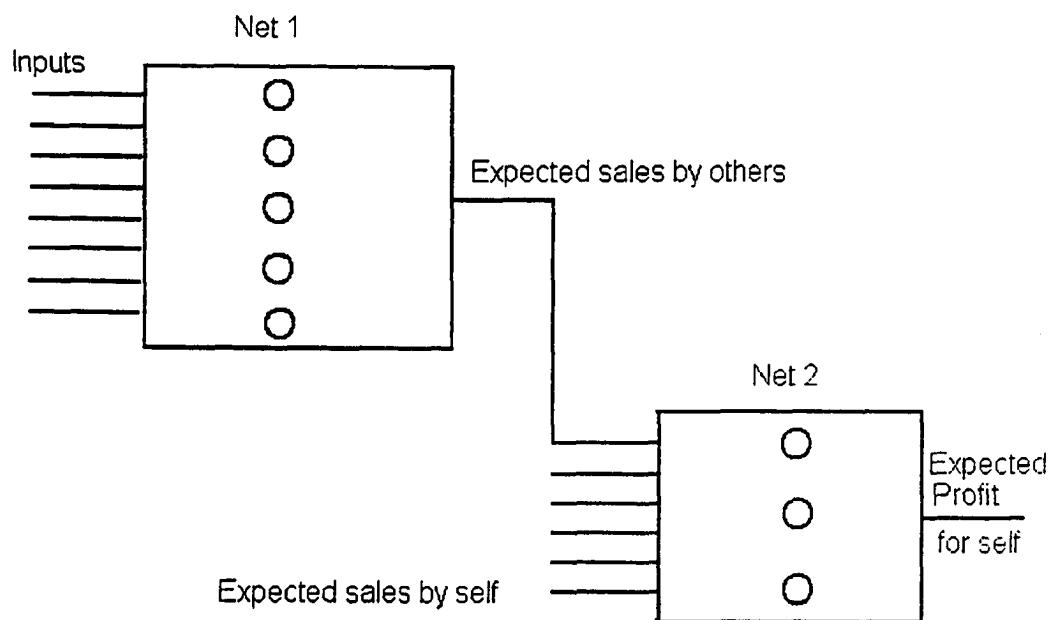 Net 1
Inputs
Expected sales by others
Net 2
Expected
Profit
for self
Expected sales by self